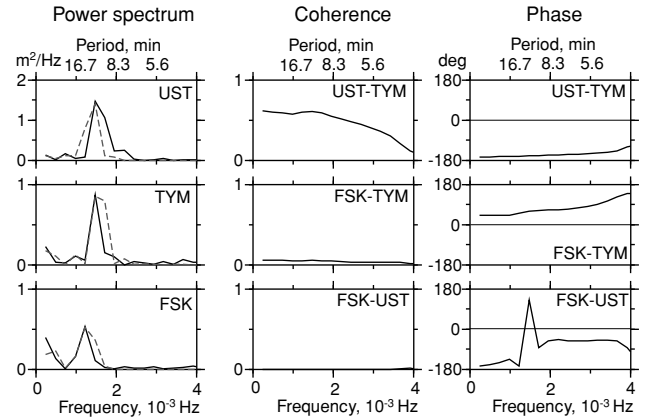 Power spectrum Coherence Phase
Period, min Period, min Period, min
m²/Hz 16.7 8.3 5.6 16.7 8.3 5.6 deg 16.7 8.3 5.6
2 1 180
UST UST-TYM UST-TYM
1 0
0 0 -180
1 1 180
TYM FSK-TYM
0
FSK-TYM
0 0 -180
1 1 180
FSK FSK-UST FSK-UST
0
0 0 -180
0 2 4 0 2 4 0 2 4
Frequency, 10⁻³ Hz Frequency, 10⁻³ Hz Frequency, 10⁻³ Hz